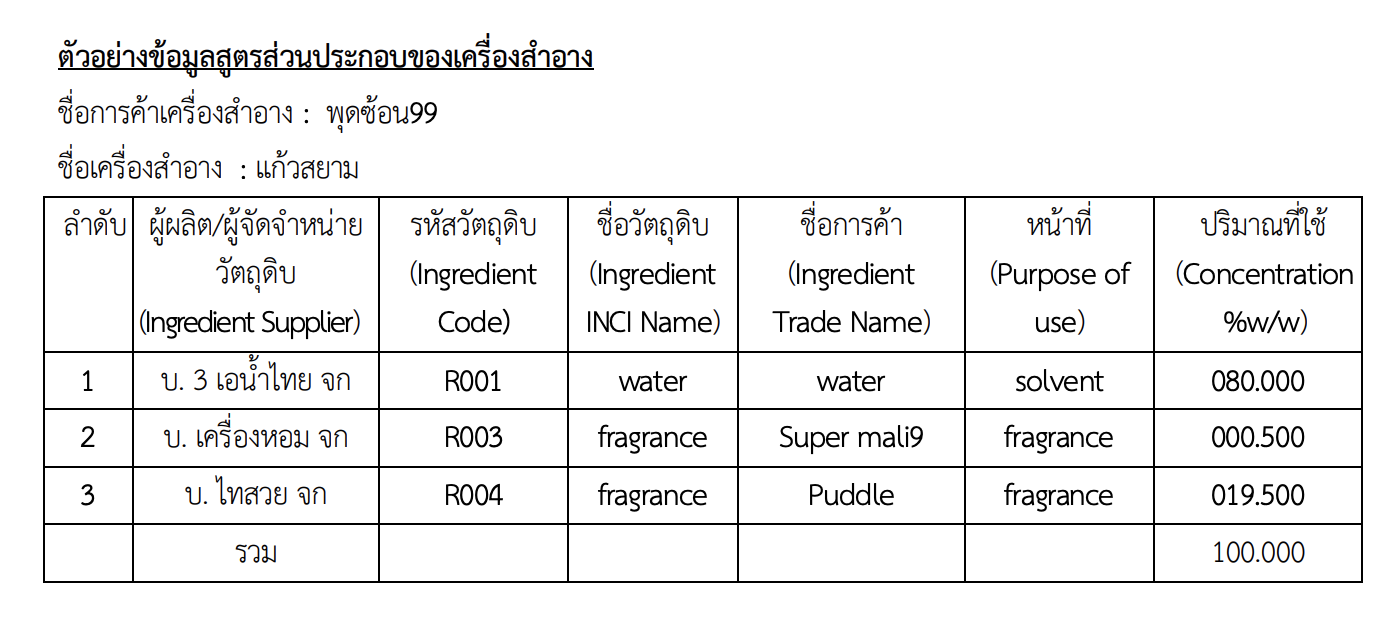 ตัวอย่างข้อมูลสูตรส่วนประกอบของเครื่องสำอาง
ชื่อการค้าเครื่องสำอาง : พุดซ้อน99
ชื่อเครื่องสำอาง : แก้วสยาม
ลำดับ ผู้ผลิต/ผู้จัดจำหน่าย รหัสวัตถุดิบ ชื่อวัตถุดิบ ชื่อการค้า หน้าที่ ปริมาณที่ใช้
วัตถุดิบ (Ingredient (Ingredient (Ingredient (Purpose of (Concentration
(Ingredient Supplier) Code) INCI Name) Trade Name) use) %w/w)
1 บ. 3 เอน้ำไทย จก R001 water water solvent 080.000
2 บ. เครื่องหอม จก R003 fragrance Super mali9 fragrance 000.500
3 บ. ไทสวย จก R004 fragrance Puddle fragrance 019.500
รวม 100.000